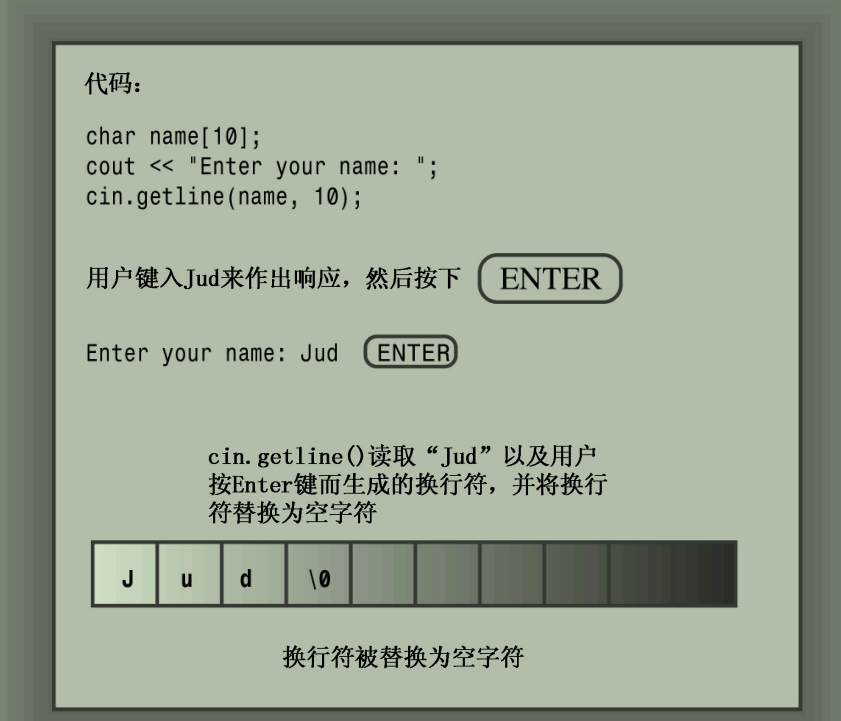 代码：
char name[10];
cout << "Enter your name: ";
cin.getline(name, 10);
用户键入Jud来作出响应，然后按下 ENTER
Enter your name: Jud ENTER
cin.getline()读取“Jud”以及用户
按Enter键而生成的换行符，并将换行
符替换为空字符
J u d \0
换行符被替换为空字符